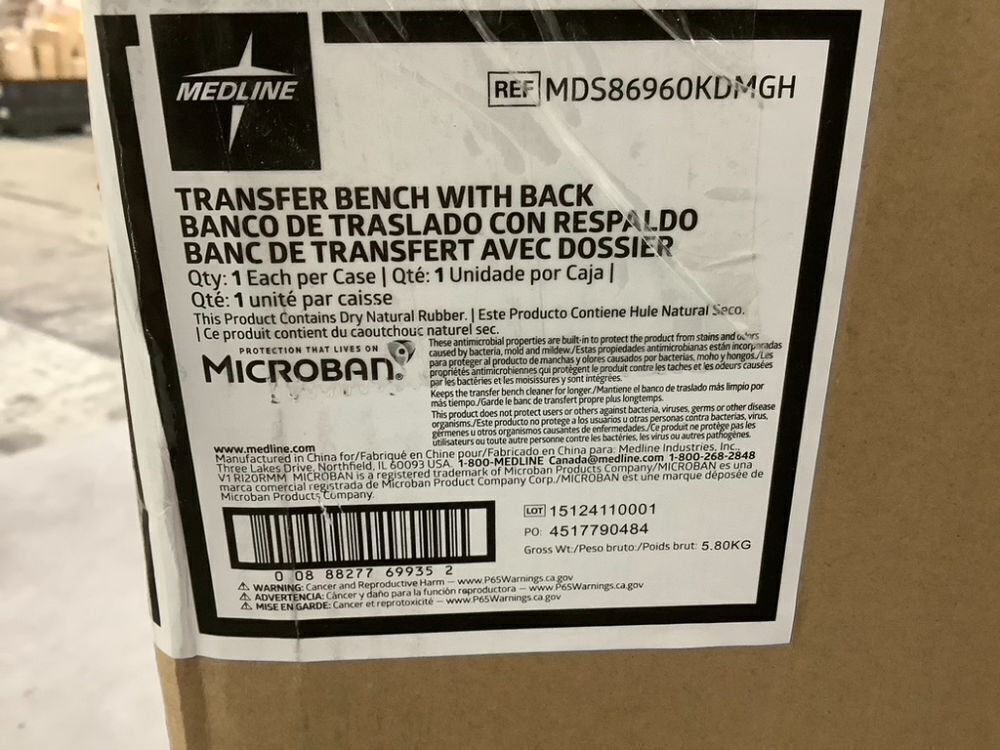 MEDLINE
REF MDS86960KDMGH
TRANSFER BENCH WITH BACK
BANCO DE TRASLADO CON RESPALDO
BANC DE TRANSFERT AVEC DOSSIER
Qty: 1 Each per Case | Qté: 1 Unidade por Caja |
Qté: 1 unité par caisse
This Product Contains Dry Natural Rubber. | Este Producto Contiene Hule Natural Seco.
| Ce produit contient du caoutchouc naturel sec.
PROTECTION THAT LIVES ON
MICROBAN®
These antimicrobial properties are built-in to protect the product from stains and odors
caused by bacteria, mold and mildew./Estas propiedades antimicrobianas están incorporadas
para proteger al producto de manchas y olores causados por bacterias, moho y hongos./Les
propriétés antimicrobiennes qui protègent le produit contre les taches et les odeurs causées
par les bactéries et les moisissures y sont intégrées.
Keeps the transfer bench cleaner for longer./Mantiene el banco de traslado más limpio por
más tiempo./Garde le banc de transfert propre plus longtemps.
This product does not protect users or others against bacteria, viruses, germs or other disease
organisms./Este producto no protege a los usuarios u otras personas contra bacterias, virus,
gérmenes u otros organismos causantes de enfermedades./Ce produit ne protège pas les
utilisateurs ou toute autre personne contre les bactéries, les virus ou autres pathogènes.
www.medline.com
Manufactured in China for/Fabriqué en Chine pour/Fabricado en China para: Medline Industries, Inc.,
Three Lakes Drive, Northfield, IL 60093 USA. 1-800-MEDLINE Canada@medline.com 1-800-268-2848
V1 RI20RMM MICROBAN is a registered trademark of Microban Products Company/MICROBAN es una
marca comercial registrada de Microban Product Company Corp./MICROBAN est une marque déposée de
Microban Products Company.
LOT 15124110001
PO: 4517790484
Gross Wt./Peso bruto:/Poids brut: 5.80KG
0 08 88277 69935 2
WARNING: Cancer and Reproductive Harm – www.P65Warnings.ca.gov
ADVERTENCIA: Cáncer y daño para la función reproductora – www.P65Warnings.ca.gov
MISE EN GARDE: Cancer et reprotoxicité – www.P65Warnings.ca.gov